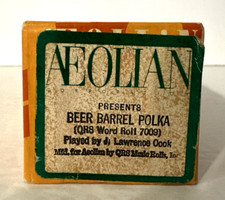 AEOLIAN
PRESENTS
BEER BARREL POLKA
(QRS Word Roll 7009)
Played by J. Lawrence Cook
Mfd. for Aeolian by QRS Music Rolls, Inc